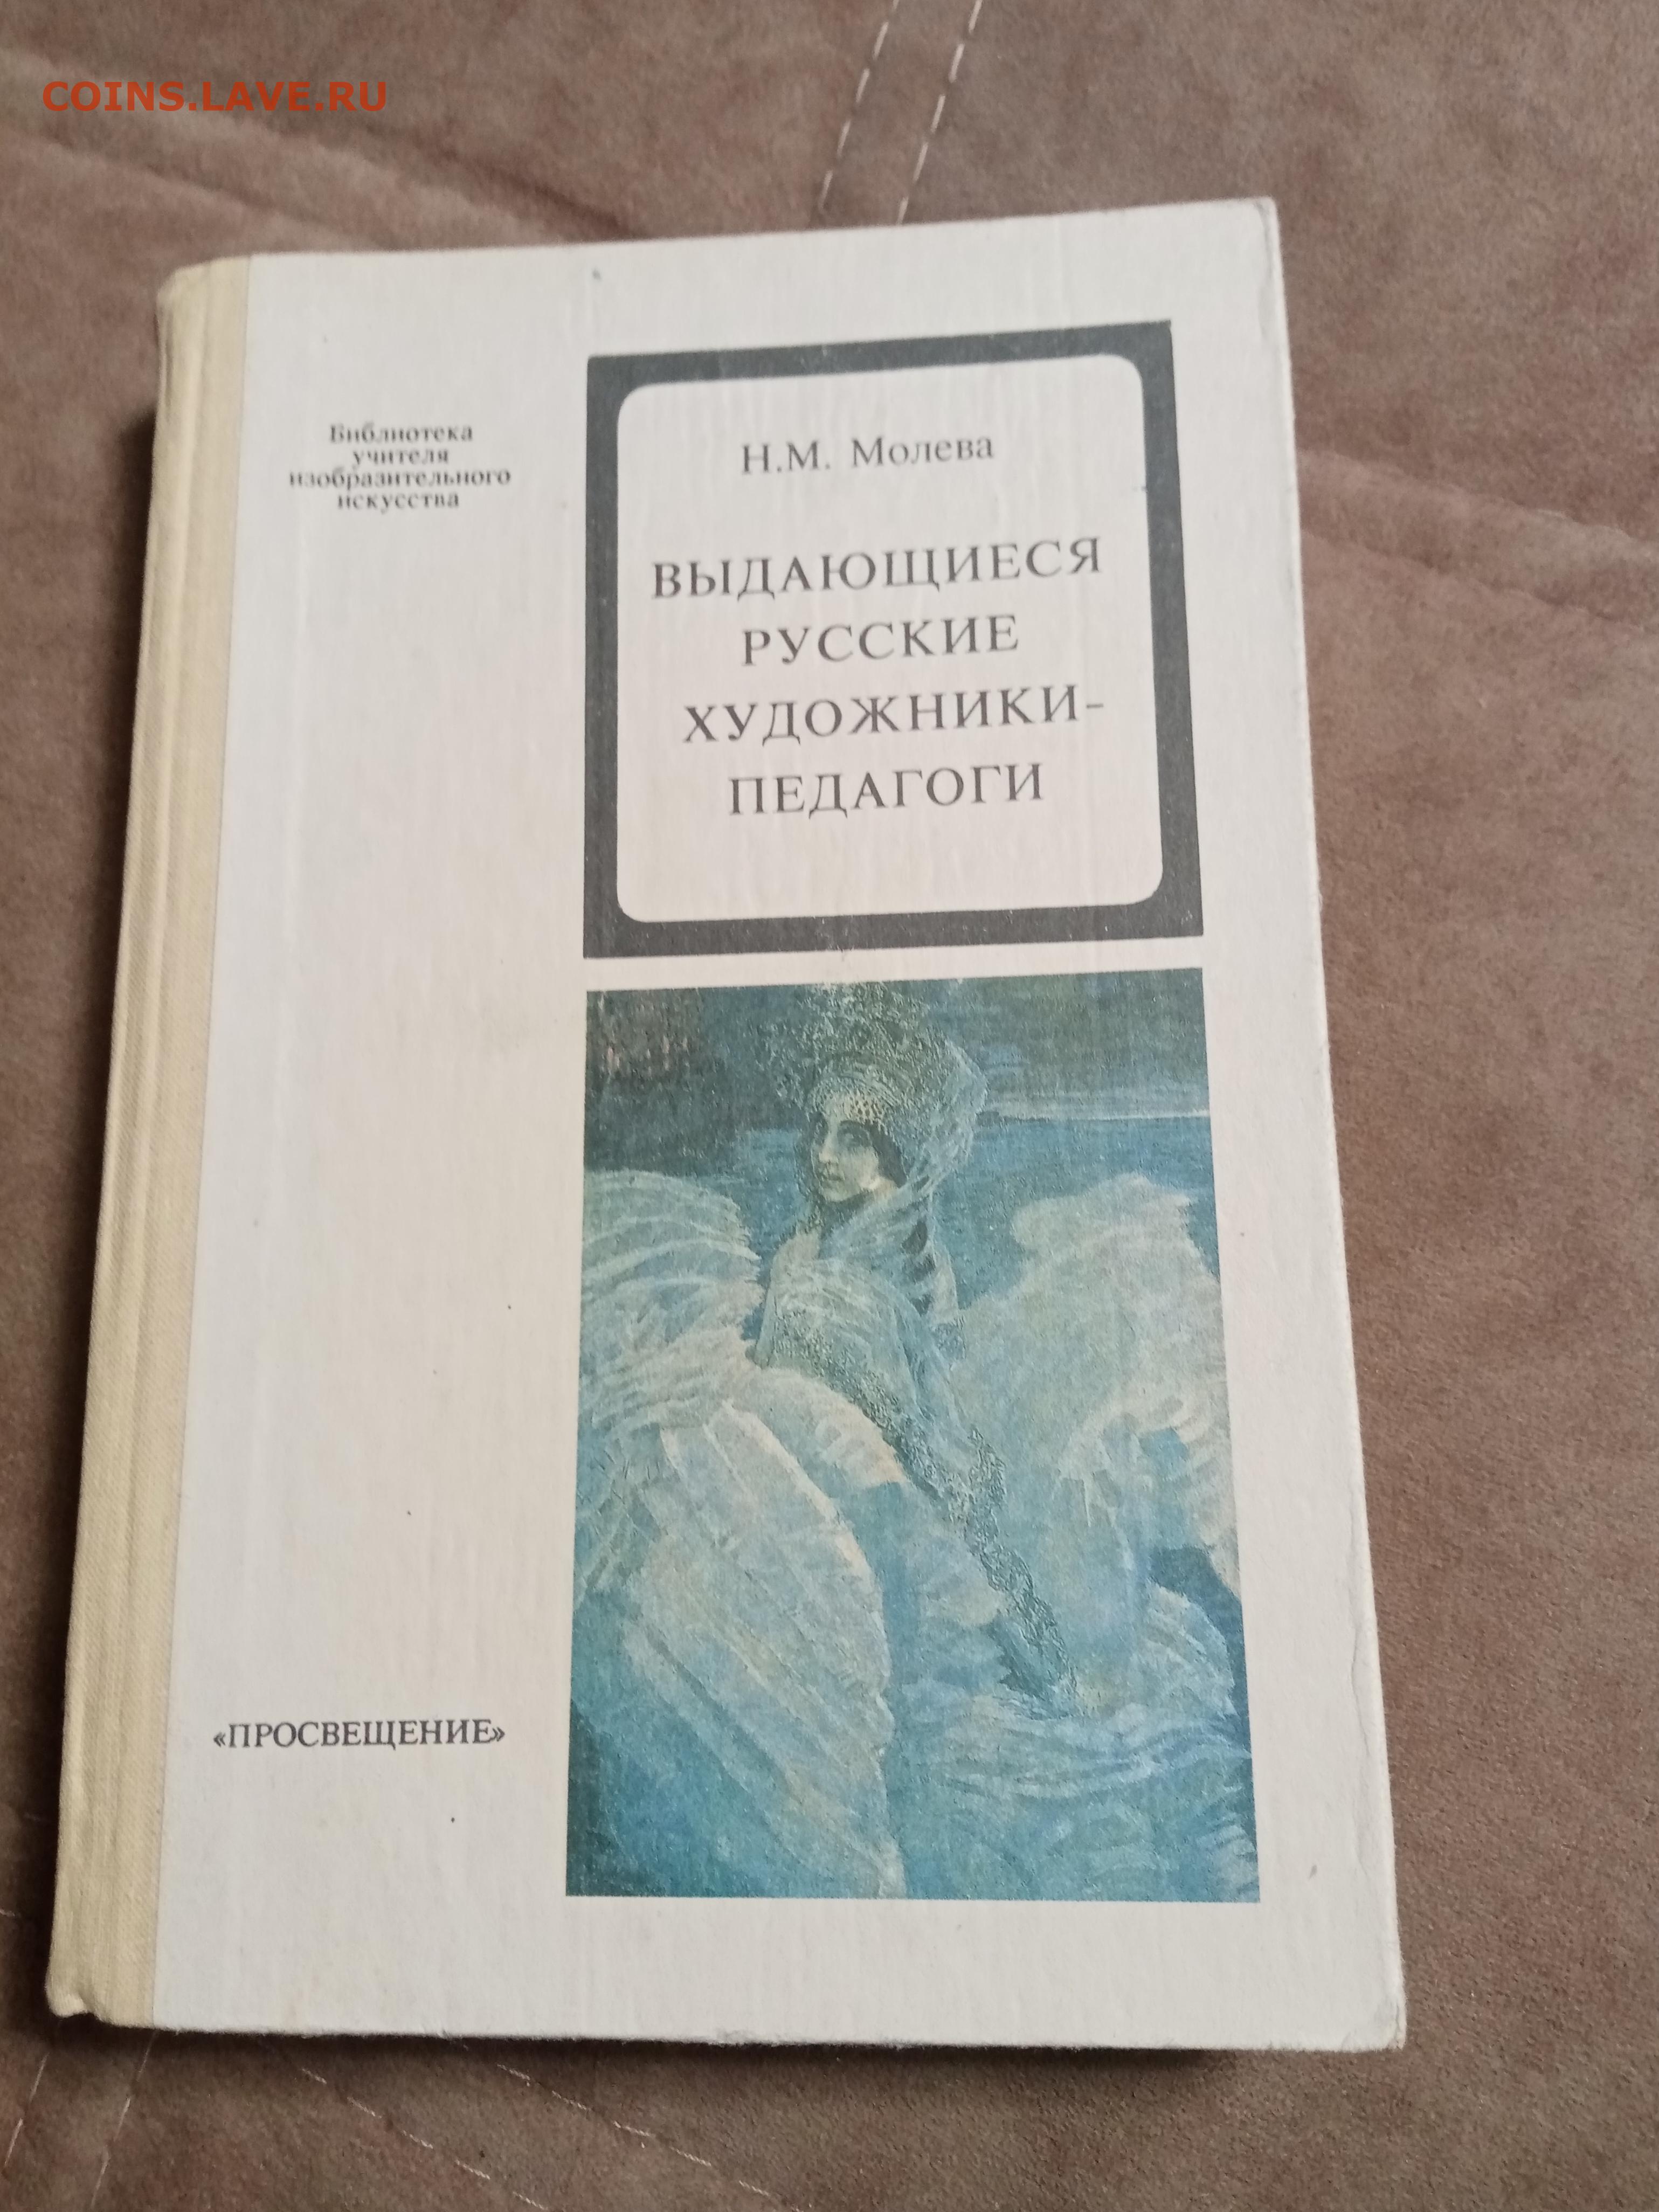 COINS.LAVE.RU
Библиотека
учителя
изобразительного
искусства
Н.М. Молева
ВЫДАЮЩИЕСЯ
РУССКИЕ
ХУДОЖНИКИ-
ПЕДАГОГИ
«ПРОСВЕЩЕНИЕ»